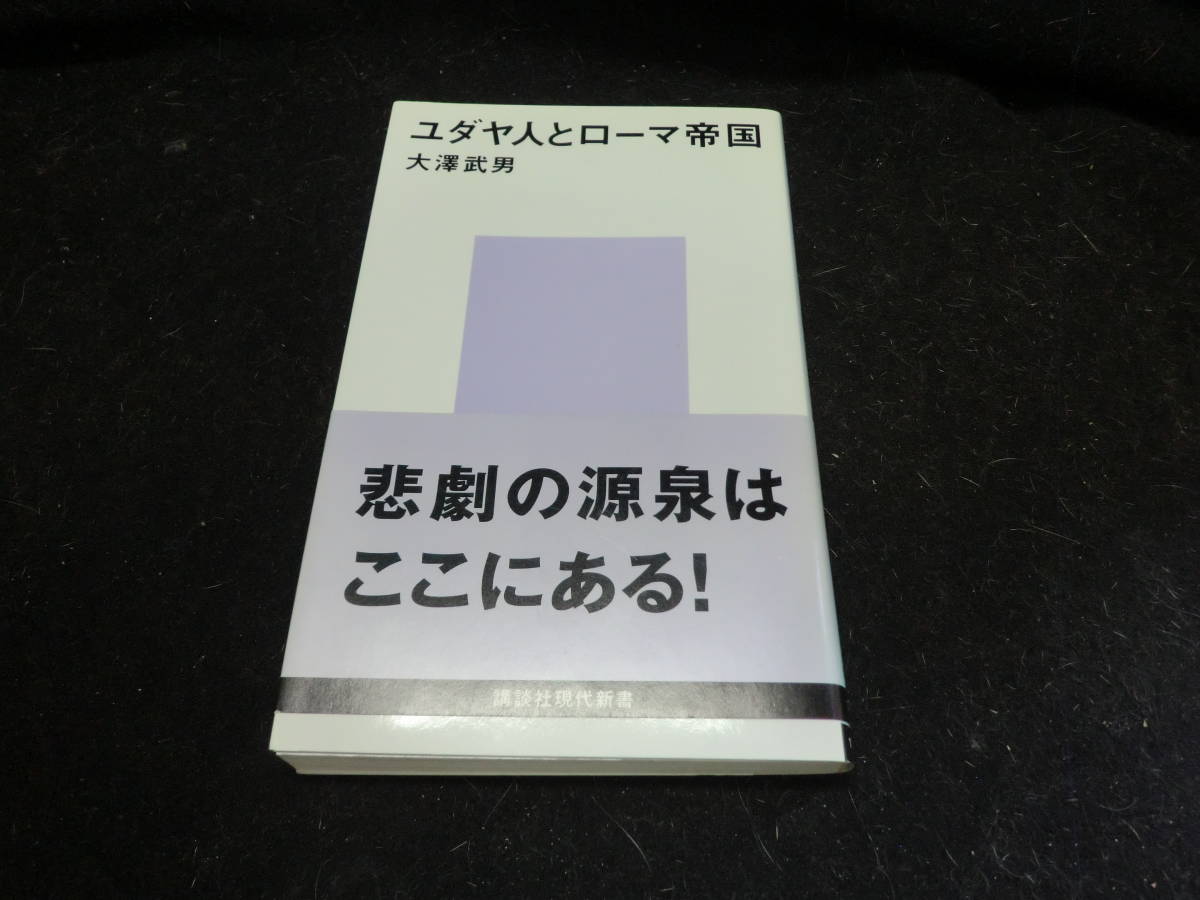 ユダヤ人とローマ帝国
大澤武男
悲劇の源泉は
ここにある!
講談社現代新書